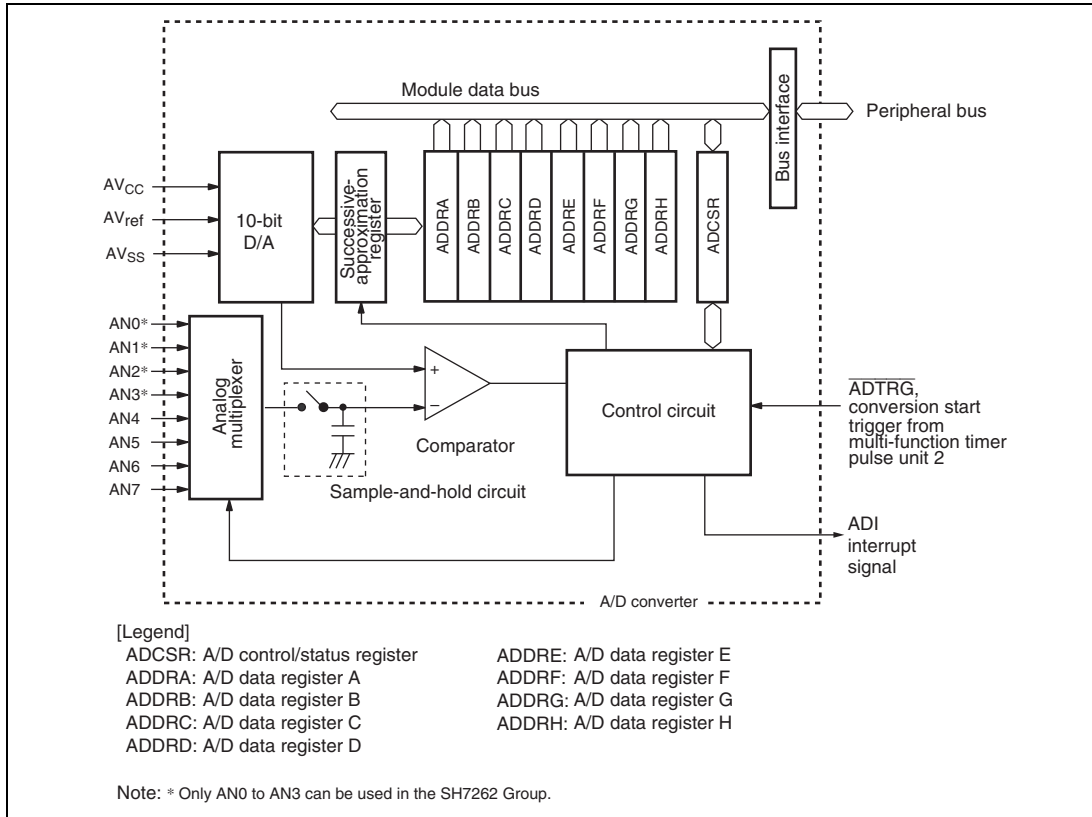 Module data bus
Bus interface
Peripheral bus
AVCC
AVref
AVSS
10-bit
D/A
Successive-
approximation
register
ADDRA
ADDRB
ADDRC
ADDRD
ADDRE
ADDRF
ADDRG
ADDRH
ADCSR
AN0*
AN1*
AN2*
AN3*
AN4
AN5
AN6
AN7
Analog
multiplexer
+
−
Comparator
Sample-and-hold circuit
Control circuit
ADTRG,
conversion start
trigger from
multi-function timer
pulse unit 2
ADI
interrupt
signal
A/D converter
[Legend]
ADCSR: A/D control/status register
ADDRA: A/D data register A
ADDRB: A/D data register B
ADDRC: A/D data register C
ADDRD: A/D data register D
ADDRE: A/D data register E
ADDRF: A/D data register F
ADDRG: A/D data register G
ADDRH: A/D data register H
Note: * Only AN0 to AN3 can be used in the SH7262 Group.